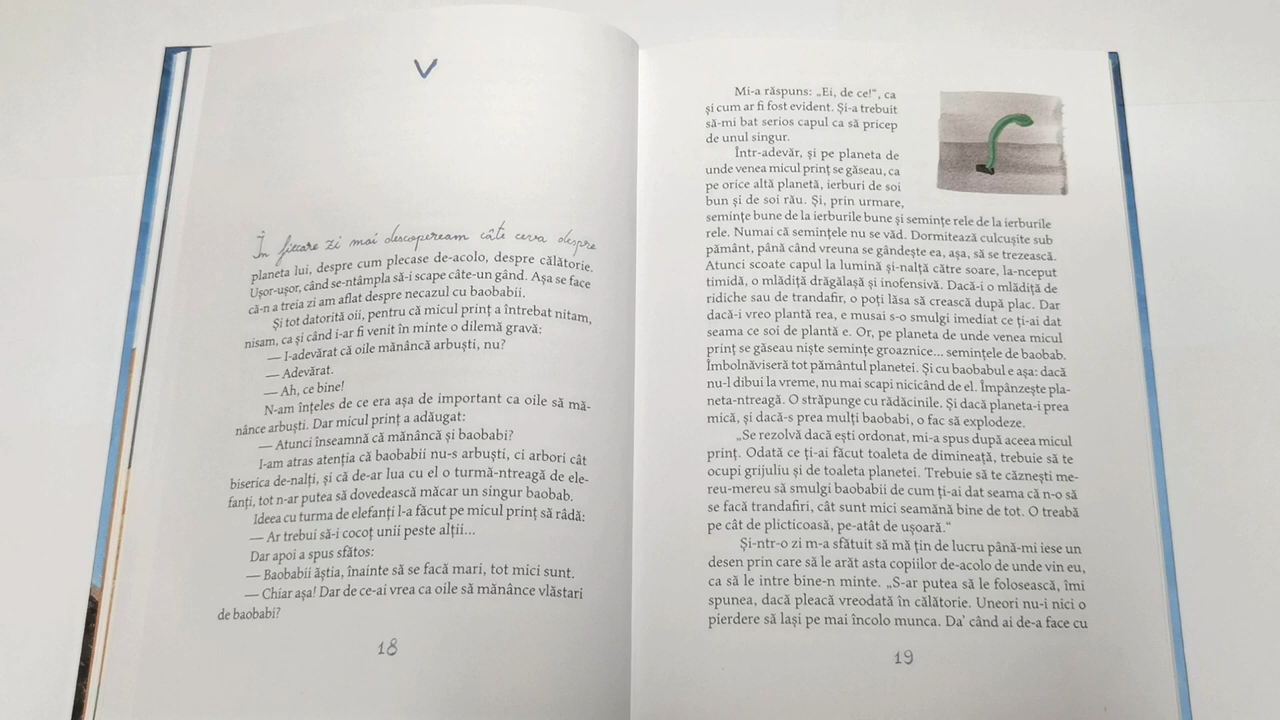 V
În fiecare zi mai descopeream câte ceva despre
planeta lui, despre cum plecase de-acolo, despre călătorie.
Ușor-ușor, când se-ntâmpla să-i scape câte-un gând. Așa se face
că-n a treia zi am aflat despre necazul cu baobabii.
Și tot datorită oii, pentru că micul prinț a întrebat nitam,
nisam, ca și când i-ar fi venit în minte o dilemă gravă:
— I-adevărat că oile mănâncă arbuști, nu?
— Adevărat.
— Ah, ce bine!
N-am înțeles de ce era așa de important ca oile să mă-
nânce arbuști. Dar micul prinț a adăugat:
— Atunci înseamnă că mănâncă și baobabi?
I-am atras atenția că baobabii nu-s arbuști, ci arbori cât
biserica de-nalți, și că de-ar lua cu el o turmă-ntreagă de ele-
fanți, tot n-ar putea să dovedească măcar un singur baobab.
Ideea cu turma de elefanți l-a făcut pe micul prinț să râdă:
— Ar trebui să-i cocoț unii peste alții...
Dar apoi a spus sfătos:
— Baobabii ăștia, înainte să se facă mari, tot mici sunt.
— Chiar așa! Dar de ce-ai vrea ca oile să mănânce vlăstari
de baobabi?
18
Mi-a răspuns: „Ei, de ce!“, ca
și cum ar fi fost evident. Și-a trebuit
să-mi bat serios capul ca să pricep
de unul singur.
Într-adevăr, și pe planeta de
unde venea micul prinț se găseau, ca
pe orice altă planetă, ierburi de soi
bun și de soi rău. Și, prin urmare,
semințe bune de la ierburile bune și semințe rele de la ierburile
rele. Numai că semințele nu se văd. Dormitează culcușite sub
pământ, până când vreuna se gândește ea, așa, să se trezească.
Atunci scoate capul la lumină și-nalță către soare, la-nceput
timidă, o mlădiță drăgălașă și inofensivă. Dacă-i o mlădiță de
ridiche sau de trandafir, o poți lăsa să crească după plac. Dar
dacă-i vreo plantă rea, e musai s-o smulgi imediat ce ți-ai dat
seama ce soi de plantă e. Or, pe planeta de unde venea micul
prinț se găseau niște semințe groaznice... semințele de baobab.
Îmbolnăviseră tot pământul planetei. Și cu baobabul e așa: dacă
nu-l dibui la vreme, nu mai scapi nicicând de el. Împânzește pla-
neta-ntreagă. O străpunge cu rădăcinile. Și dacă planeta-i prea
mică, și dacă-s prea mulți baobabi, o fac să explodeze.
„Se rezolvă dacă ești ordonat, mi-a spus după aceea micul
prinț. Odată ce ți-ai făcut toaleta de dimineață, trebuie să te
ocupi grijuliu și de toaleta planetei. Trebuie să te căznești me-
reu-mereu să smulgi baobabii de cum ți-ai dat seama că n-o să
se facă trandafiri, cât sunt mici seamănă bine de tot. O treabă
pe cât de plicticoasă, pe-atât de ușoară.“
Și-ntr-o zi m-a sfătuit să mă țin de lucru până-mi iese un
desen prin care să le arăt asta copiilor de-acolo de unde vin eu,
ca să le intre bine-n minte. „S-ar putea să le folosească, îmi
spunea, dacă pleacă vreodată în călătorie. Uneori nu-i nici o
pierdere să lași pe mai încolo munca. Da’ când ai de-a face cu
19